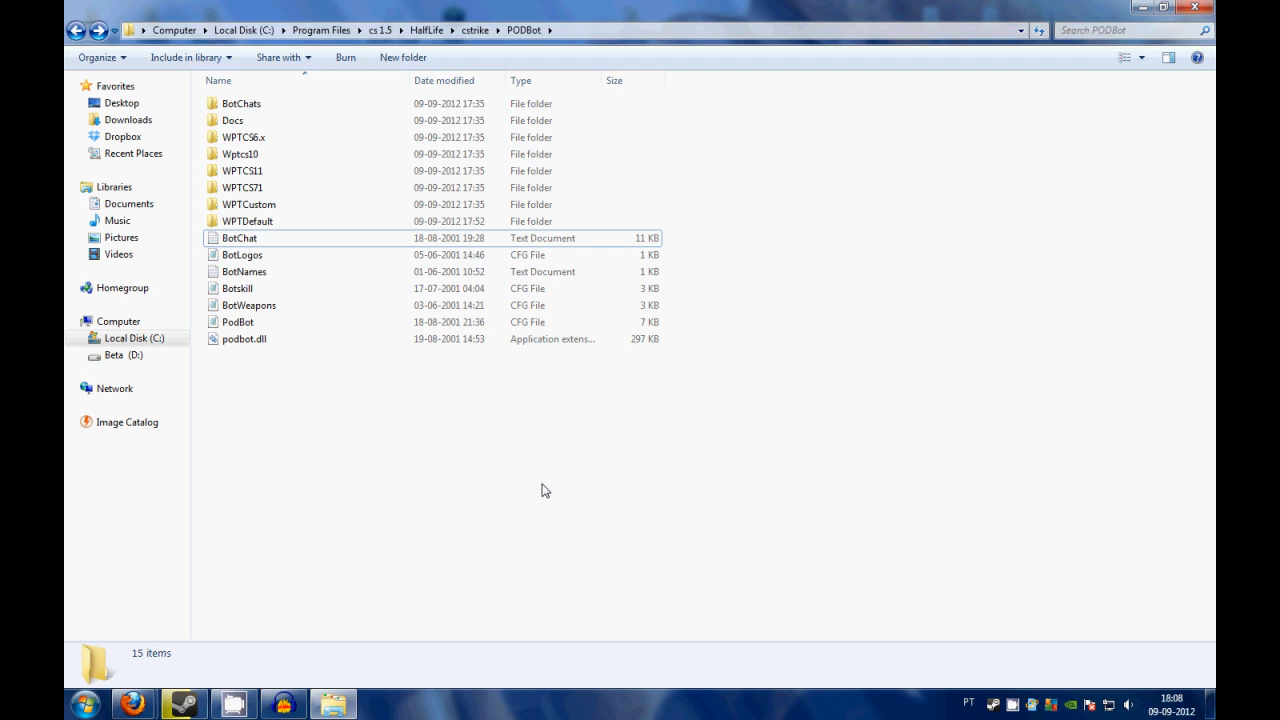 Computer Local Disk (C:) Program Files cs 1.5 HalfLife cstrike PODBot Search PODBot
Organize Include in library Share with Burn New folder
Name Date modified Type Size
Favorites
Desktop
Downloads
Dropbox
Recent Places
Libraries
Documents
Music
Pictures
Videos
Homegroup
Computer
Local Disk (C:)
Beta (D:)
Network
Image Catalog
BotChats 09-09-2012 17:35 File folder
Docs 09-09-2012 17:35 File folder
WPTCS6.x 09-09-2012 17:35 File folder
Wptcs10 09-09-2012 17:35 File folder
WPTCS11 09-09-2012 17:35 File folder
WPTCS71 09-09-2012 17:35 File folder
WPTCustom 09-09-2012 17:35 File folder
WPTDefault 09-09-2012 17:52 File folder
BotChat 18-08-2001 19:28 Text Document 11 KB
BotLogos 05-06-2001 14:46 CFG File 1 KB
BotNames 01-06-2001 10:52 Text Document 1 KB
Botskill 17-07-2001 04:04 CFG File 3 KB
BotWeapons 03-06-2001 14:21 CFG File 3 KB
PodBot 18-08-2001 21:36 CFG File 7 KB
podbot.dll 19-08-2001 14:53 Application extens... 297 KB
15 items
PT 18:08
09-09-2012